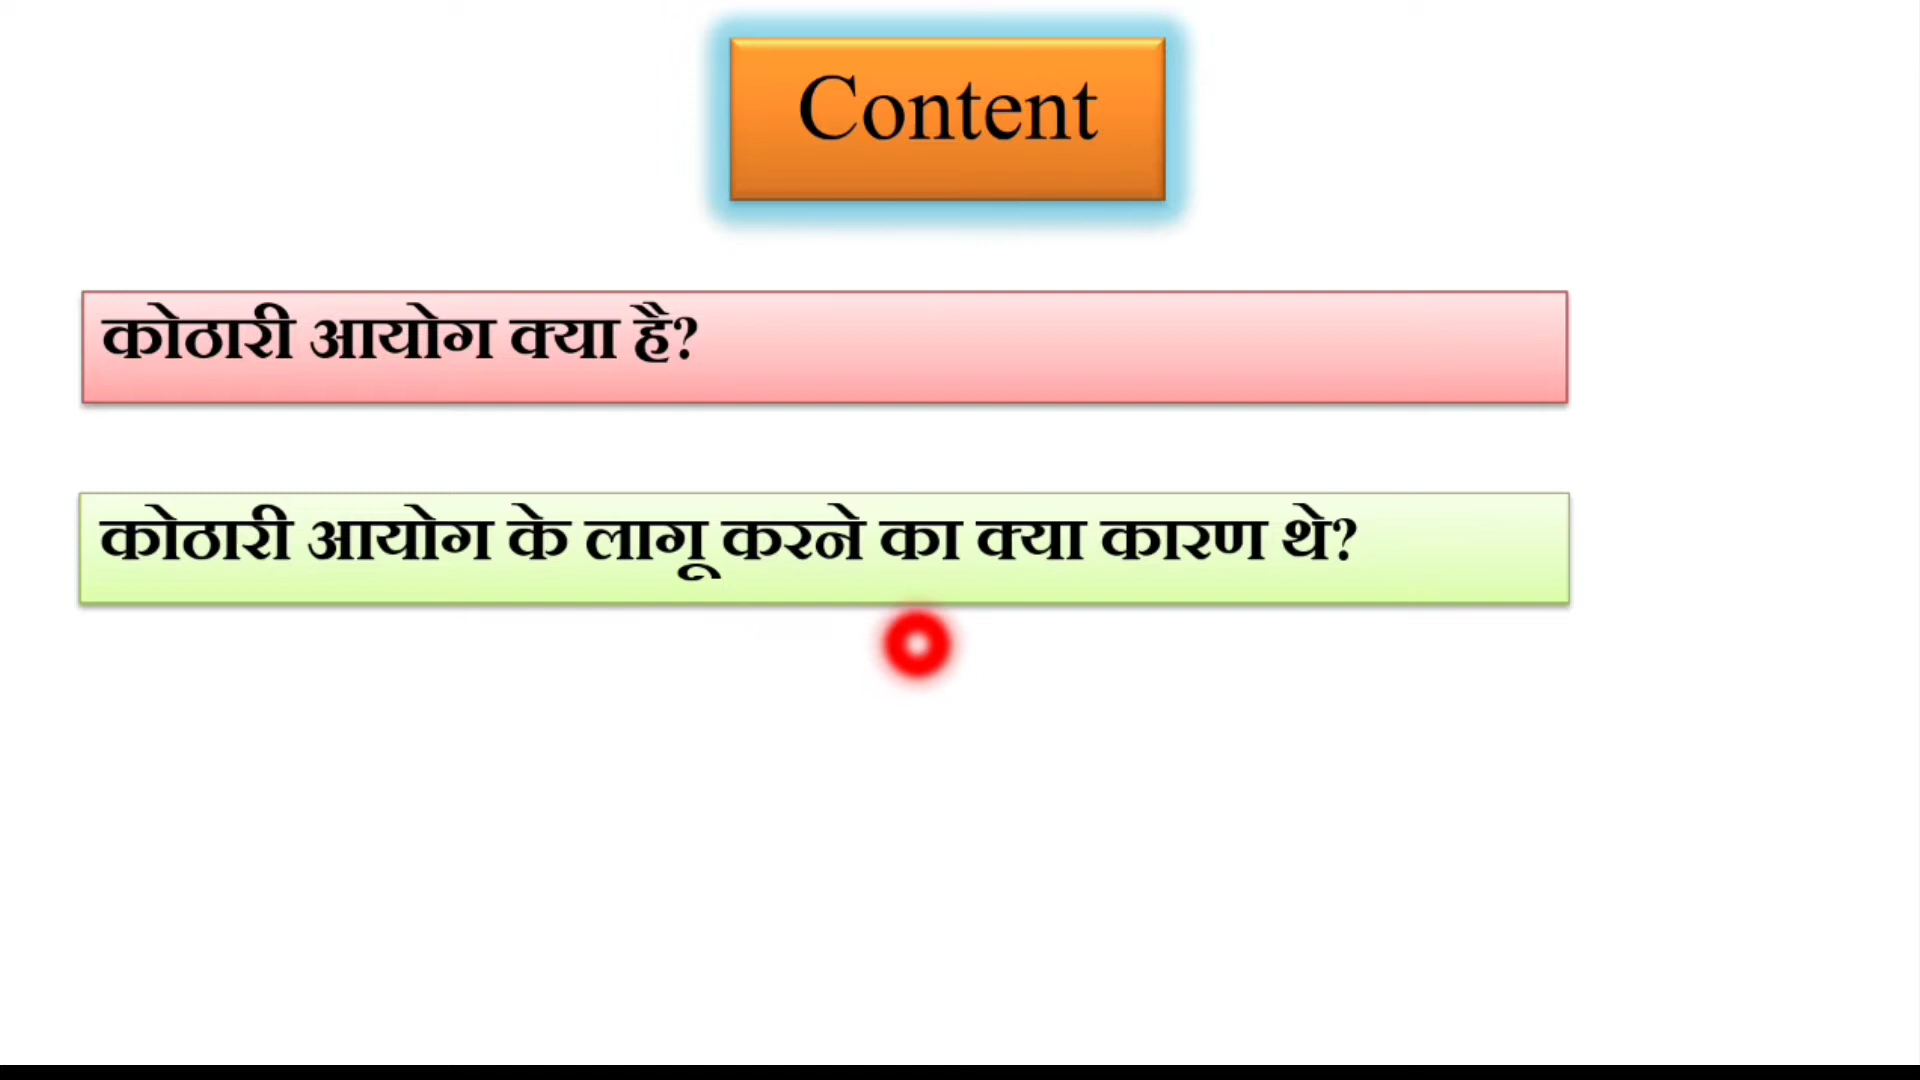 Content
कोठारी आयोग क्या है?
कोठारी आयोग के लागू करने का क्या कारण थे?